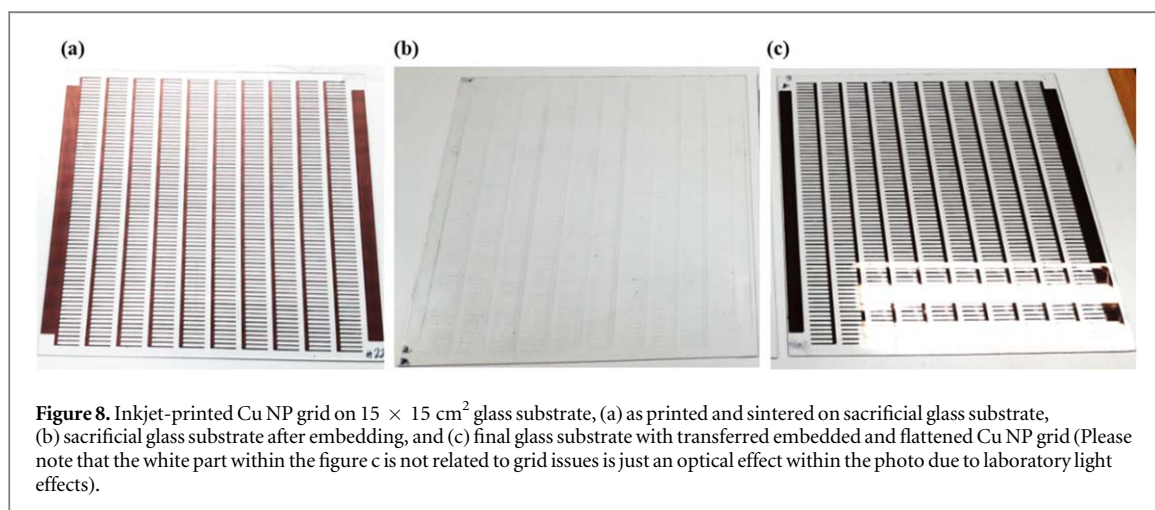 (a)
(b)
(c)
#22
Figure 8. Inkjet-printed Cu NP grid on 15 × 15 cm² glass substrate, (a) as printed and sintered on sacrificial glass substrate,
(b) sacrificial glass substrate after embedding, and (c) final glass substrate with transferred embedded and flattened Cu NP grid (Please
note that the white part within the figure c is not related to grid issues is just an optical effect within the photo due to laboratory light
effects).